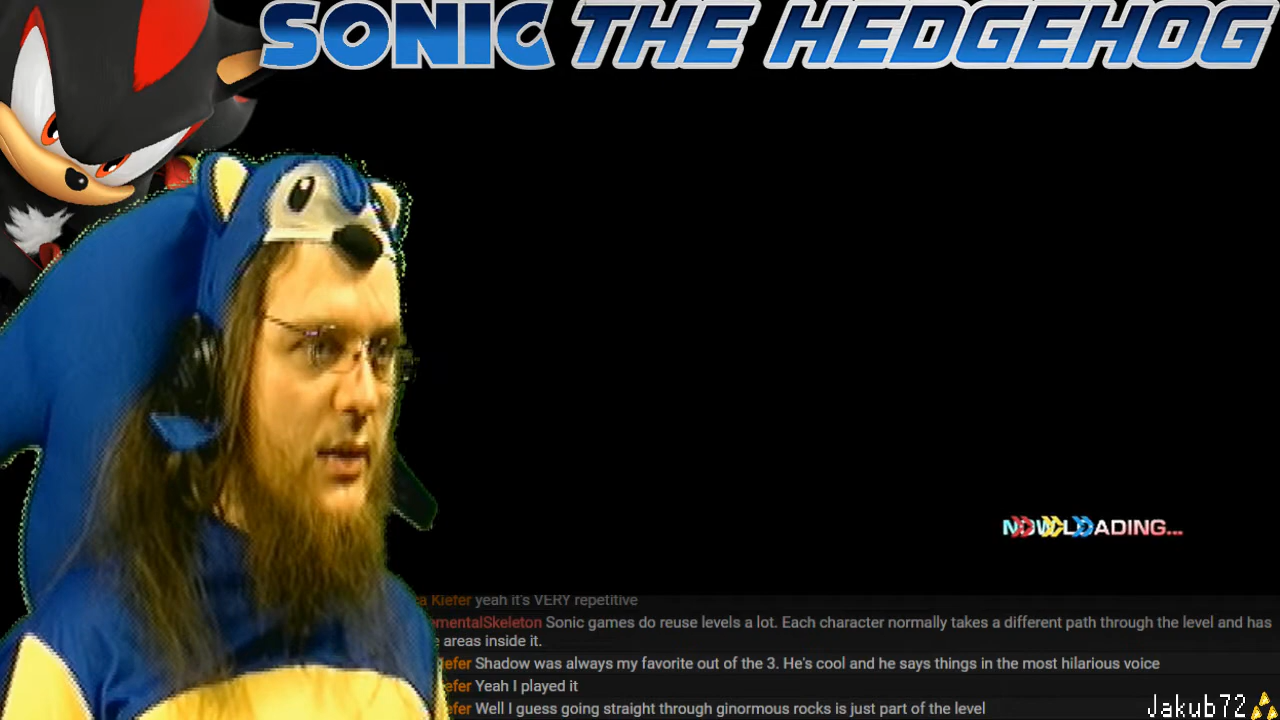 SONIC THE HEDGEHOG
NOW LOADING...
Kiefer yeah it's VERY repetitive
ementalSkeleton Sonic games do reuse levels a lot. Each character normally takes a different path through the level and has
areas inside it.
iefer Shadow was always my favorite out of the 3. He's cool and he says things in the most hilarious voice
efer Yeah I played it
efer Well I guess going straight through ginormous rocks is just part of the level
Jakub72